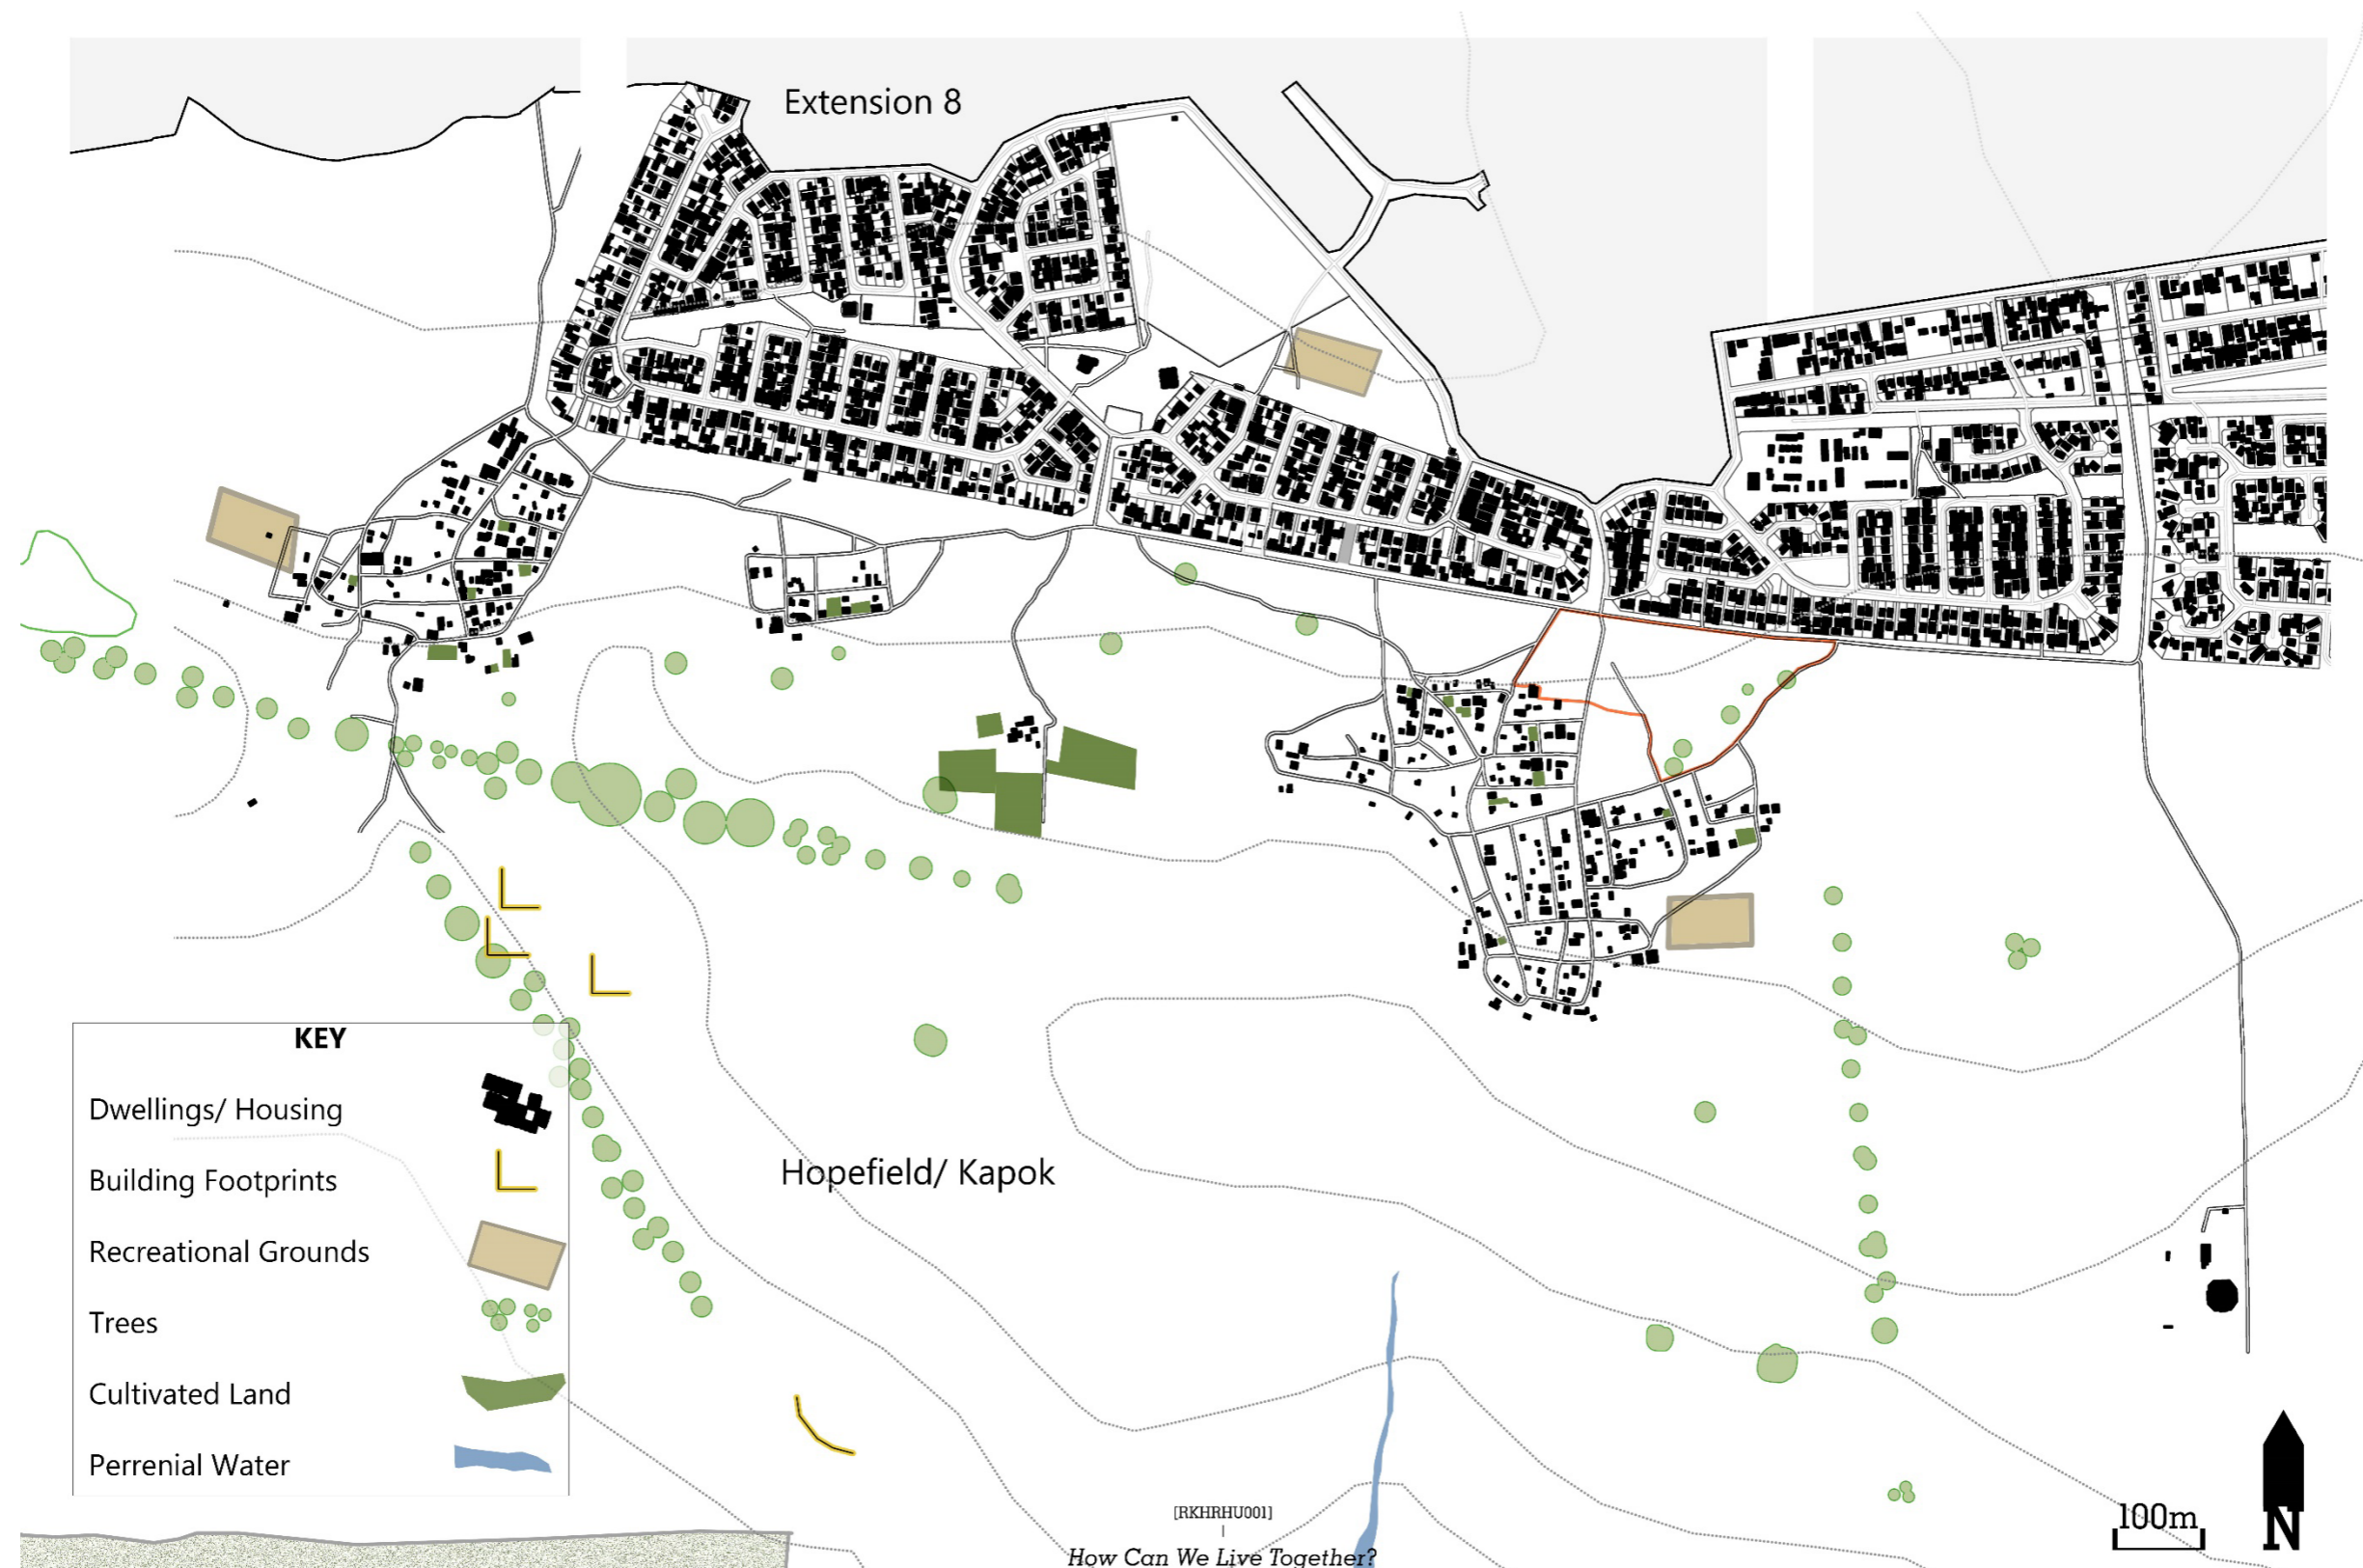 Extension 8
KEY
Dwellings/ Housing
Building Footprints
Recreational Grounds
Trees
Cultivated Land
Perrenial Water
Hopefield/ Kapok
[RKHRHU001]
How Can We Live Together?
100m
N